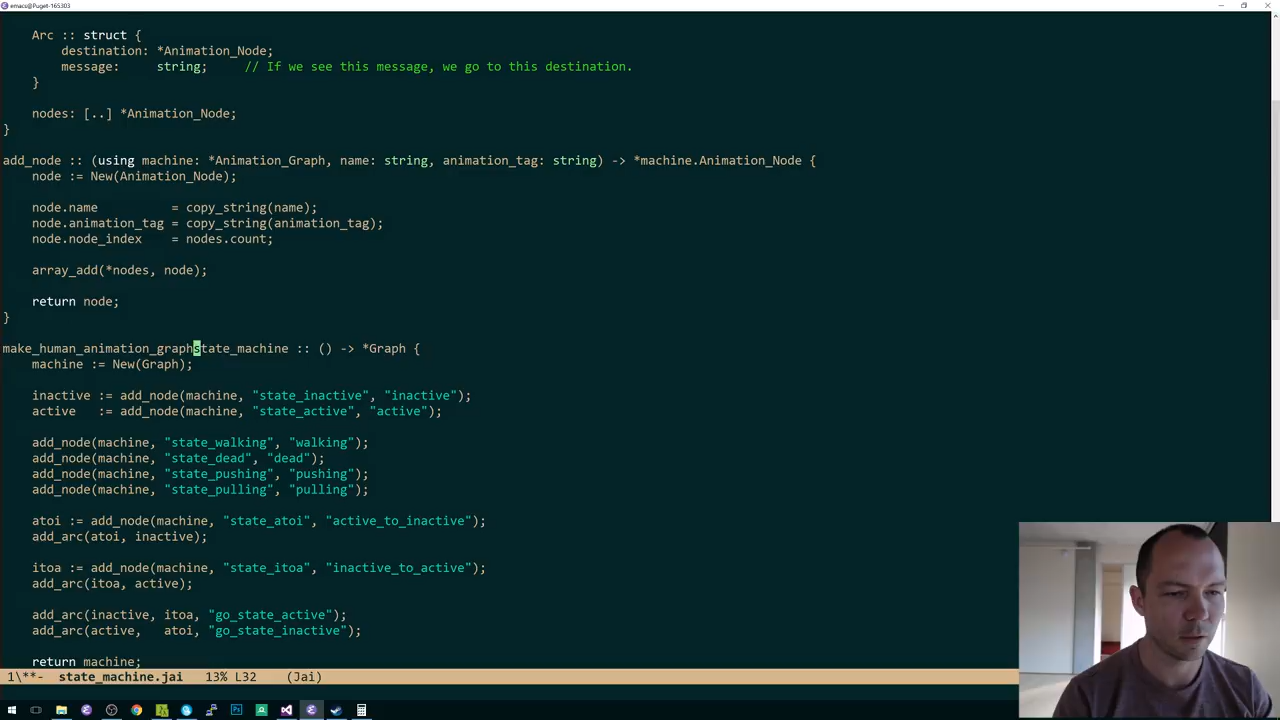 emacs@Puget-165303
    Arc :: struct {
        destination: *Animation_Node;
        message:     string;     // If we see this message, we go to this destination.
    }
    nodes: [..] *Animation_Node;
}
add_node :: (using machine: *Animation_Graph, name: string, animation_tag: string) -> *machine.Animation_Node {
    node := New(Animation_Node);
    node.name          = copy_string(name);
    node.animation_tag = copy_string(animation_tag);
    node.node_index    = nodes.count;
    array_add(*nodes, node);
    return node;
}
make_human_animation_graphstate_machine :: () -> *Graph {
    machine := New(Graph);
    inactive := add_node(machine, "state_inactive", "inactive");
    active   := add_node(machine, "state_active", "active");
    add_node(machine, "state_walking", "walking");
    add_node(machine, "state_dead", "dead");
    add_node(machine, "state_pushing", "pushing");
    add_node(machine, "state_pulling", "pulling");
    atoi := add_node(machine, "state_atoi", "active_to_inactive");
    add_arc(atoi, inactive);
    itoa := add_node(machine, "state_itoa", "inactive_to_active");
    add_arc(itoa, active);
    add_arc(inactive, itoa, "go_state_active");
    add_arc(active,   atoi, "go_state_inactive");
    return machine;
1\**-  state_machine.jai   13% L32    (Jai)